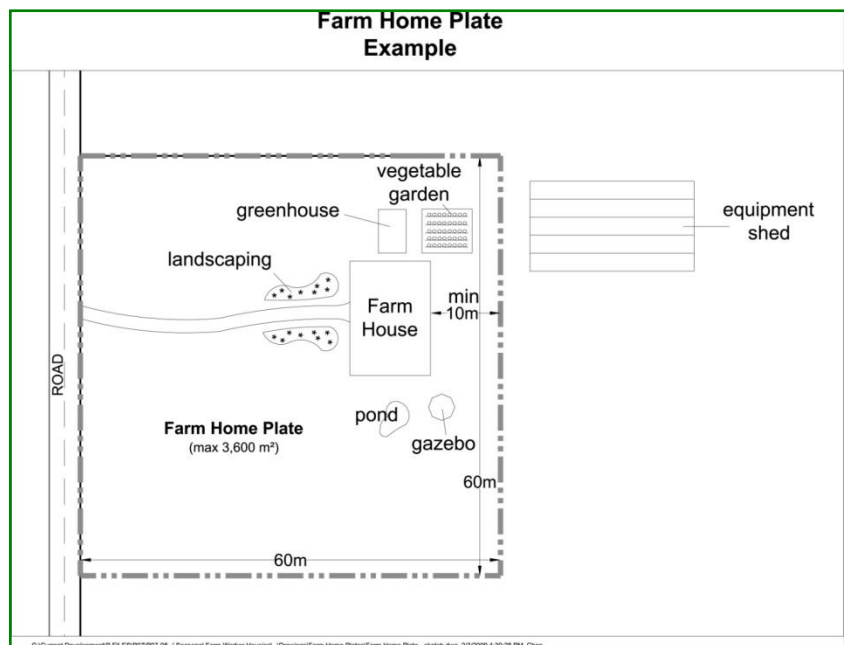 Farm Home Plate
Example
vegetable
garden
greenhouse
equipment
shed
landscaping
min
10m
Farm
House
ROAD
pond
gazebo
Farm Home Plate
(max 3,600 m²)
60m
60m